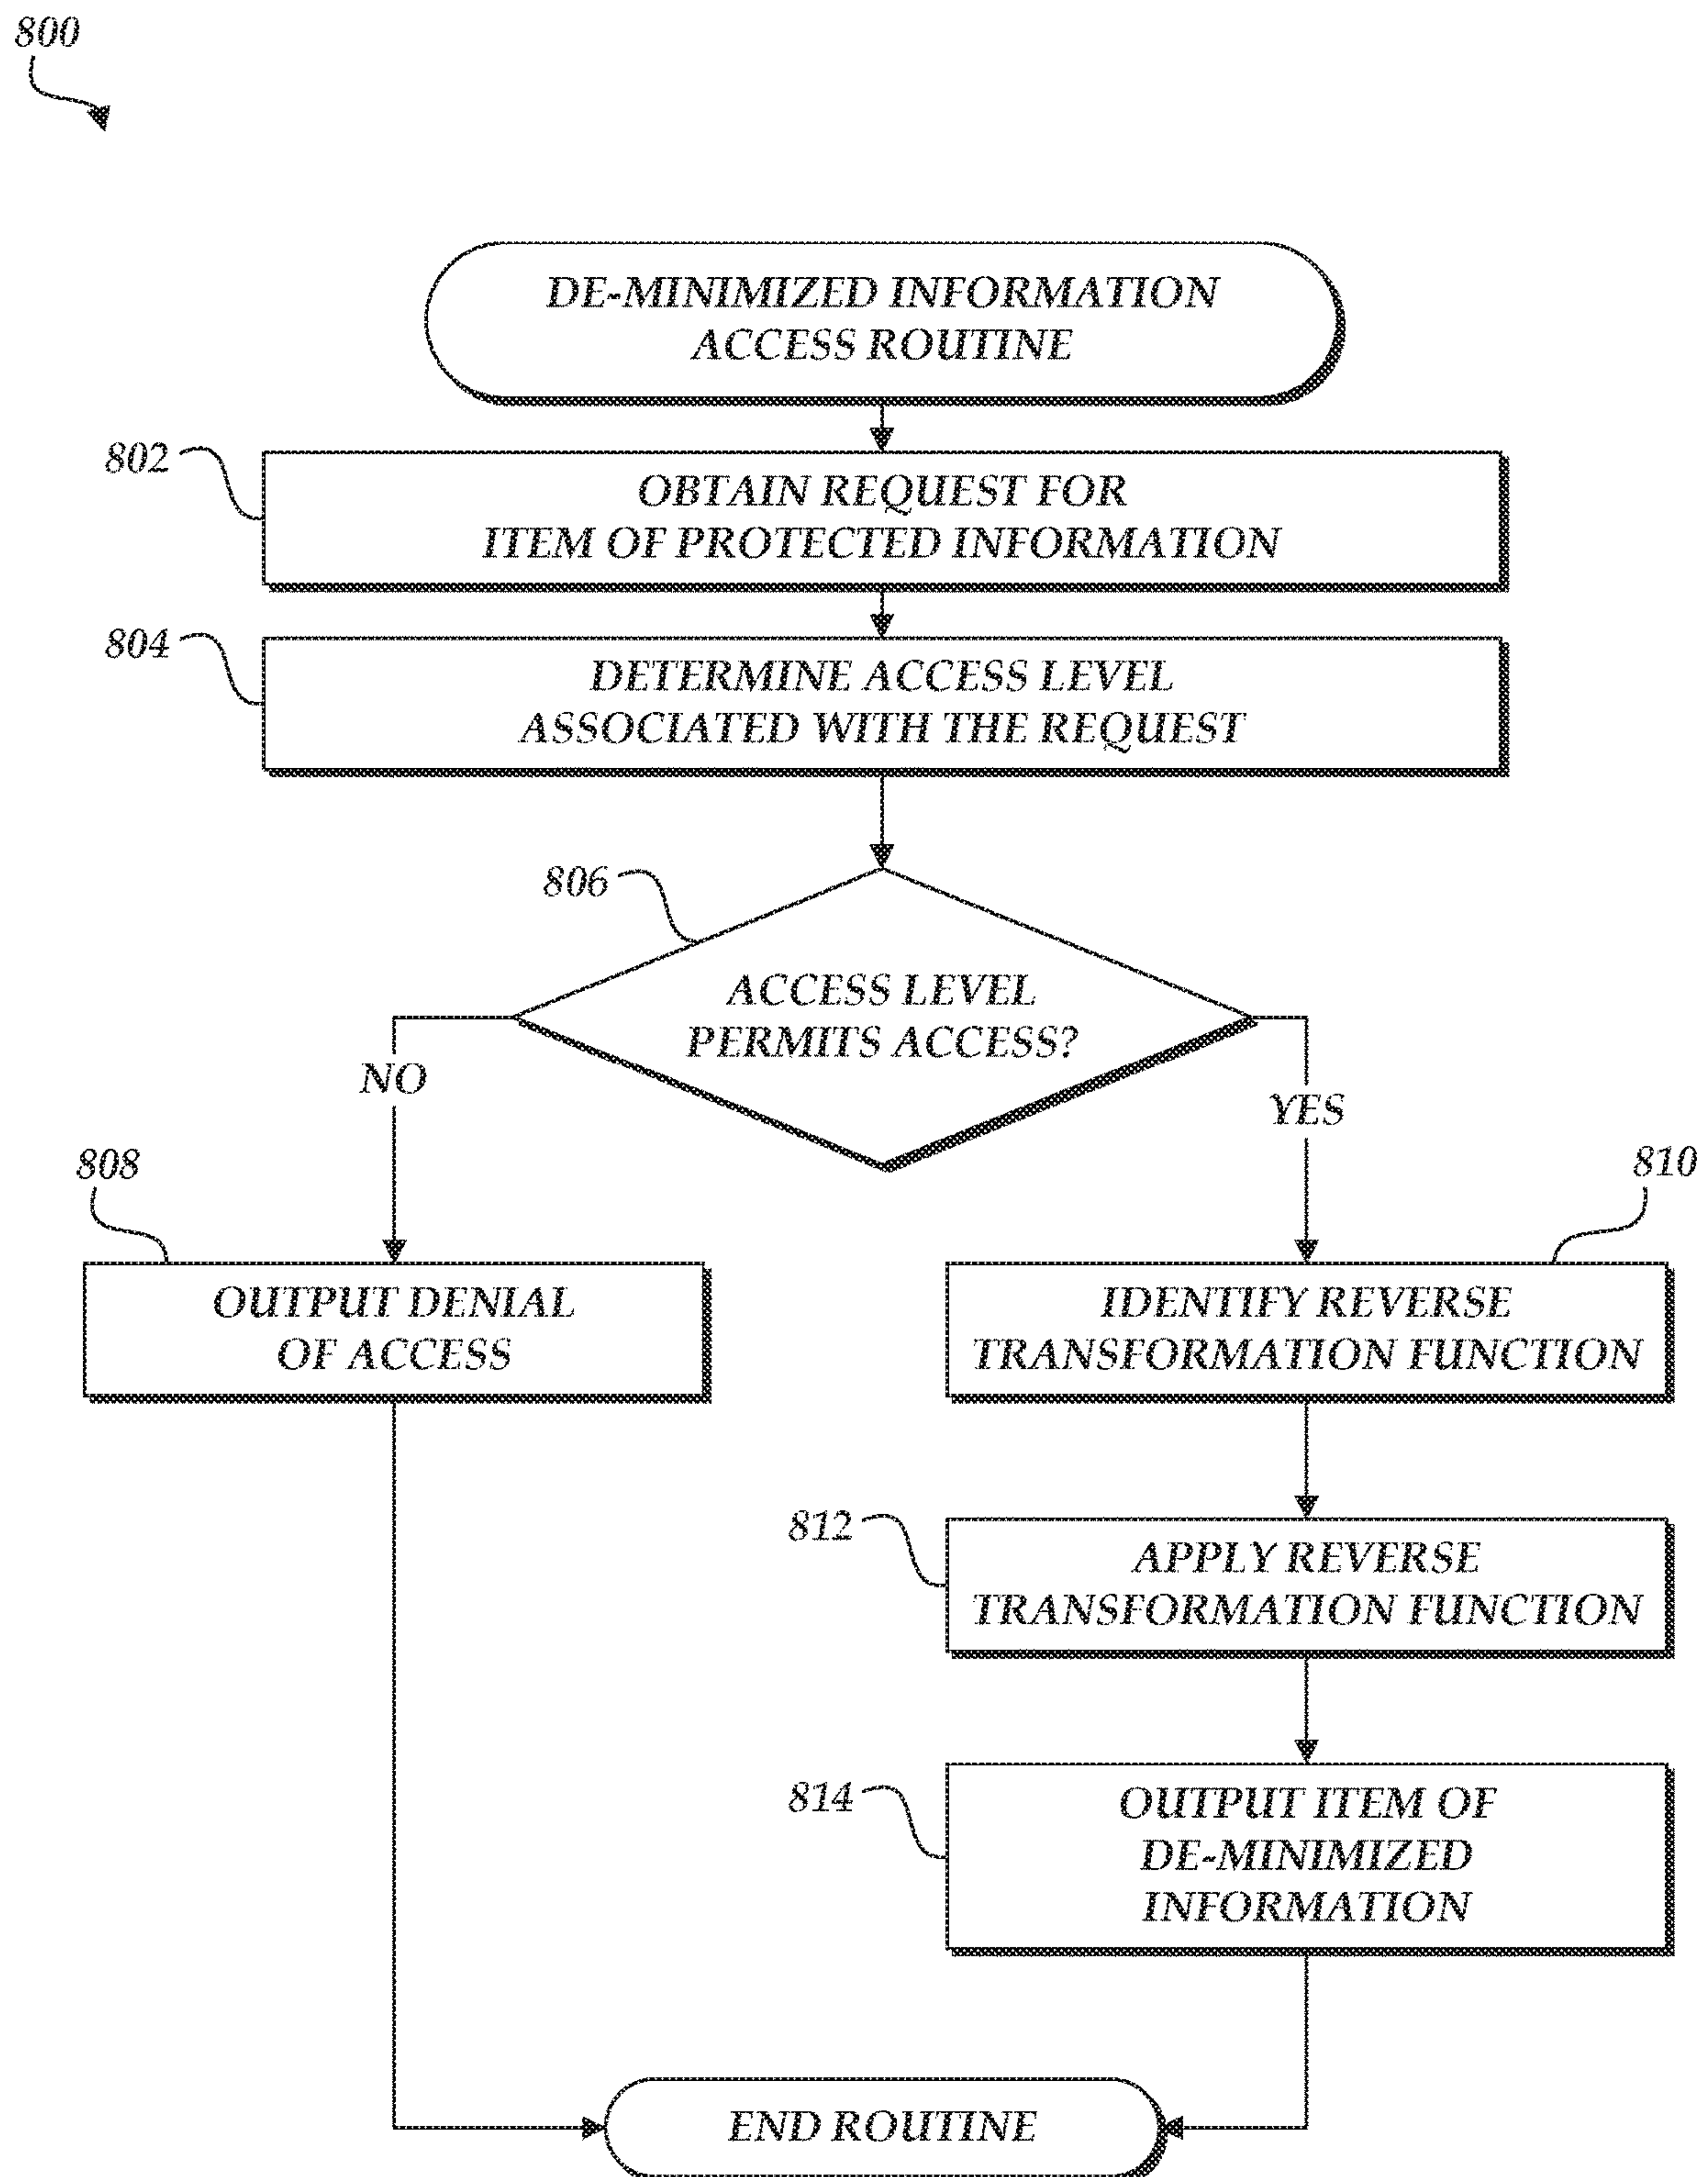 800
DE-MINIMIZED INFORMATION
ACCESS ROUTINE
802
OBTAIN REQUEST FOR
ITEM OF PROTECTED INFORMATION
804
DETERMINE ACCESS LEVEL
ASSOCIATED WITH THE REQUEST
806
ACCESS LEVEL
PERMITS ACCESS?
NO
YES
808
OUTPUT DENIAL
OF ACCESS
810
IDENTIFY REVERSE
TRANSFORMATION FUNCTION
812
APPLY REVERSE
TRANSFORMATION FUNCTION
814
OUTPUT ITEM OF
DE-MINIMIZED
INFORMATION
END ROUTINE